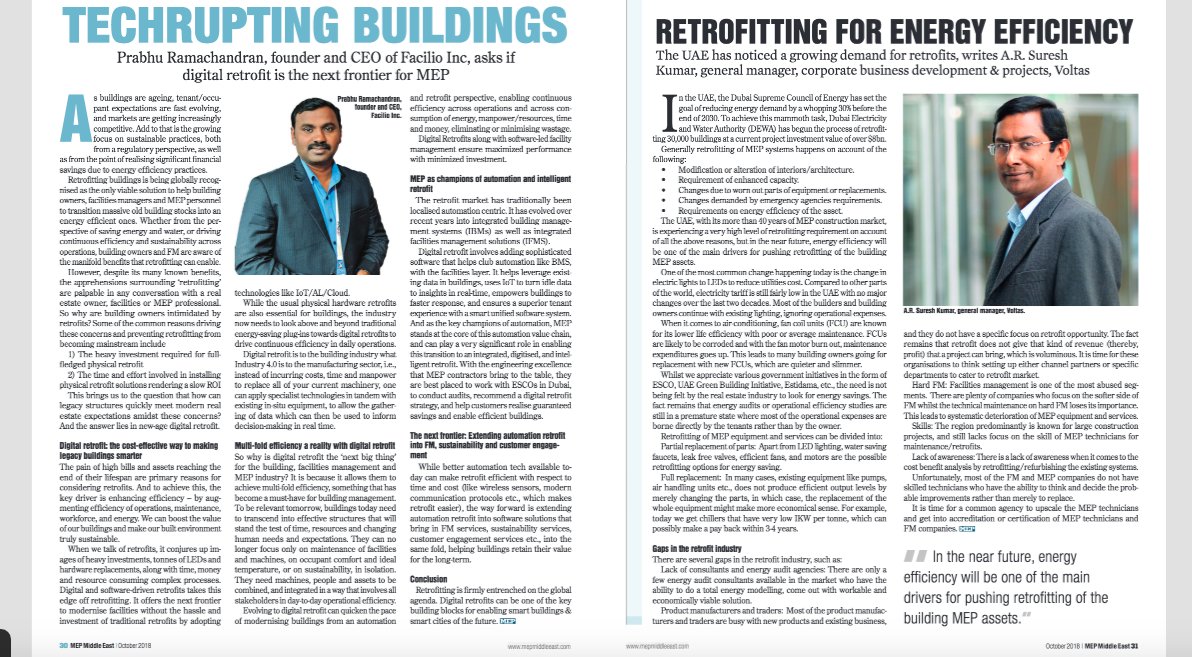 TECHRUPTING BUILDINGS
Prabhu Ramachandran, founder and CEO of Facilio Inc, asks if
digital retrofit is the next frontier for MEP
As buildings are ageing, tenant/occu-
pant expectations are fast evolving,
and markets are getting increasingly
competitive. Add to that is the growing
focus on sustainable practices, both
from a regulatory perspective, as well
as from the point of realising significant financial
savings due to energy efficiency practices.
Retrofitting buildings is being globally recog-
nised as the only viable solution to help building
owners, facilities managers and MEP personnel
to transition massive old building stocks into an
energy efficient ones. Whether from the per-
spective of saving energy and water, or driving
continuous efficiency and sustainability across
operations, building owners and FM are aware of
the manifold benefits that retrofitting can enable.
However, despite its many known benefits,
the apprehensions surrounding ‘retrofitting’
are palpable in any conversation with a real
estate owner, facilities or MEP professional.
So why are building owners intimidated by
retrofits? Some of the common reasons driving
these concerns and preventing retrofitting from
becoming mainstream include
1) The heavy investment required for full-
fledged physical retrofit
2) The time and effort involved in installing
physical retrofit solutions rendering a slow ROI
This brings us to the question that how can
legacy structures quickly meet modern real
estate expectations amidst these concerns?
And the answer lies in new-age digital retrofit.
Digital retrofit: the cost-effective way to making
legacy buildings smarter
The pain of high bills and assets reaching the
end of their lifespan are primary reasons for
considering retrofits. And to achieve this, the
key driver is enhancing efficiency – by aug-
menting efficiency of operations, maintenance,
workforce, and energy. We can boost the value
of our buildings and make our built environment
truly sustainable.
When we talk of retrofits, it conjures up im-
ages of heavy investments, tonnes of LEDs and
hardware replacements, along with time, money
and resource consuming complex processes.
Digital and software-driven retrofits takes this
edge off retrofitting. It offers the next frontier
to modernise facilities without the hassle and
investment of traditional retrofits by adopting
Prabhu Ramachandran,
founder and CEO,
Facilio Inc.
technologies like IoT/AL/Cloud.
While the usual physical hardware retrofits
are also essential for buildings, the industry
now needs to look above and beyond traditional
energy-saving plug-ins towards digital retrofits to
drive continuous efficiency in daily operations.
Digital retrofit is to the building industry what
Industry 4.0 is to the manufacturing sector, i.e.,
instead of incurring costs, time and manpower
to replace all of your current machinery, one
can apply specialist technologies in tandem with
existing in-situ equipment, to allow the gather-
ing of data which can then be used to inform
decision-making in real time.
Multi-fold efficiency a reality with digital retrofit
So why is digital retrofit the ‘next big thing’
for the building, facilities management and
MEP industry? It is because it allows them to
achieve multi-fold efficiency, something that has
become a must-have for building management.
To be relevant tomorrow, buildings today need
to transcend into effective structures that will
stand the test of time, resources and changing
human needs and expectations. They can no
longer focus only on maintenance of facilities
and machines, on occupant comfort and ideal
temperature, or on sustainability, in isolation.
They need machines, people and assets to be
combined, and integrated in a way that involves all
stakeholders in day-to-day operational efficiency.
Evolving to digital retrofit can quicken the pace
of modernising buildings from an automation
and retrofit perspective, enabling continuous
efficiency across operations and across con-
sumption of energy, manpower/resources, time
and money, eliminating or minimising wastage.
Digital Retrofits along with software-led facility
management ensure maximized performance
with minimized investment.
MEP as champions of automation and intelligent
retrofit
The retrofit market has traditionally been
localised automation centric. It has evolved over
recent years into integrated building manage-
ment systems (IBMs) as well as integrated
facilities management solutions (IFMS).
Digital retrofit involves adding sophisticated
software that helps club automation like BMS,
with the facilities layer. It helps leverage exist-
ing data in buildings, uses IoT to turn idle data
to insights in real-time, empowers buildings to
faster response, and ensures a superior tenant
experience with a smart unified software system.
And as the key champions of automation, MEP
stands at the core of this automation value chain,
and can play a very significant role in enabling
this transition to an integrated, digitised, and intel-
ligent retrofit. With the engineering excellence
that MEP contractors bring to the table, they
are best placed to work with ESCOs in Dubai,
to conduct audits, recommend a digital retrofit
strategy, and help customers realise guaranteed
savings and enable efficient buildings.
The next frontier: Extending automation retrofit
into FM, sustainability and customer engage-
ment
While better automation tech available to-
day can make retrofit efficient with respect to
time and cost (like wireless sensors, modern
communication protocols etc., which makes
retrofit easier), the way forward is extending
automation retrofit into software solutions that
bring in FM services, sustainability services,
customer engagement services etc., into the
same fold, helping buildings retain their value
for the long-term.
Conclusion
Retrofitting is firmly entrenched on the global
agenda. Digital retrofits can be one of the key
building blocks for enabling smart buildings &
smart cities of the future. MEP
30 MEP Middle East | October 2018
www.mepmiddleeast.com
RETROFITTING FOR ENERGY EFFICIENCY
The UAE has noticed a growing demand for retrofits, writes A.R. Suresh
Kumar, general manager, corporate business development & projects, Voltas
In the UAE, the Dubai Supreme Council of Energy has set the
goal of reducing energy demand by a whopping 30% before the
end of 2030. To achieve this mammoth task, Dubai Electricity
and Water Authority (DEWA) has begun the process of retrofit-
ting 30,000 buildings at a current project investment value of over $8bn.
Generally retrofitting of MEP systems happens on account of the
following:
• Modification or alteration of interiors/architecture.
• Requirement of enhanced capacity.
• Changes due to worn out parts of equipment or replacements.
• Changes demanded by emergency agencies requirements.
• Requirements on energy efficiency of the asset.
The UAE, with its more than 40 years of MEP construction market,
is experiencing a very high level of retrofitting requirement on account
of all the above reasons, but in the near future, energy efficiency will
be one of the main drivers for pushing retrofitting of the building
MEP assets.
One of the most common change happening today is the change in
electric lights to LEDs to reduce utilities cost. Compared to other parts
of the world, electricity tariff is still fairly low in the UAE with no major
changes over the last two decades. Most of the builders and building
owners continue with existing lighting, ignoring operational expenses.
When it comes to air-conditioning, fan coil units (FCU) are known
for its lower life efficiency with poor or average maintenance. FCUs
are likely to be corroded and with the fan motor burn out, maintenance
expenditures goes up. This leads to many building owners going for
replacement with new FCUs, which are quieter and slimmer.
Whilst we appreciate various government initiatives in the form of
ESCO, UAE Green Building Initiative, Estidama, etc., the need is not
being felt by the real estate industry to look for energy savings. The
fact remains that energy audits or operational efficiency studies are
still in a premature state where most of the operational expenses are
borne directly by the tenants rather than by the owner.
Retrofitting of MEP equipment and services can be divided into:
Partial replacement of parts: Apart from LED lighting, water saving
faucets, leak free valves, efficient fans, and motors are the possible
retrofitting options for energy saving.
Full replacement: In many cases, existing equipment like pumps,
air handling units etc., does not produce efficient output levels by
merely changing the parts, in which case, the replacement of the
whole equipment might make more economical sense. For example,
today we get chillers that have very low IKW per tonne, which can
possibly make a pay back within 3-4 years.
Gaps in the retrofit industry
There are several gaps in the retrofit industry, such as:
Lack of consultants and energy audit agencies: There are only a
few energy audit consultants available in the market who have the
ability to do a total energy modelling, come out with workable and
economically viable solution.
Product manufacturers and traders: Most of the product manufac-
turers and traders are busy with new products and existing business,
A.R. Suresh Kumar, general manager, Voltas.
and they do not have a specific focus on retrofit opportunity. The fact
remains that retrofit does not give that kind of revenue (thereby,
profit) that a project can bring, which is voluminous. It is time for these
organisations to think setting up either channel partners or specific
departments to cater to retrofit market.
Hard FM: Facilities management is one of the most abused seg-
ments. There are plenty of companies who focus on the softer side of
FM whilst the technical maintenance on hard FM loses its importance.
This leads to systematic deterioration of MEP equipment and services.
Skills: The region predominantly is known for large construction
projects, and still lacks focus on the skill of MEP technicians for
maintenance/retrofits.
Lack of awareness: There is a lack of awareness when it comes to the
cost benefit analysis by retrofitting/refurbishing the existing systems.
Unfortunately, most of the FM and MEP companies do not have
skilled technicians who have the ability to think and decide the prob-
able improvements rather than merely to replace.
It is time for a common agency to upscale the MEP technicians
and get into accreditation or certification of MEP technicians and
FM companies. MEP
" In the near future, energy
efficiency will be one of the main
drivers for pushing retrofitting of the
building MEP assets."
www.mepmiddleeast.com
October 2018 | MEP Middle East 31